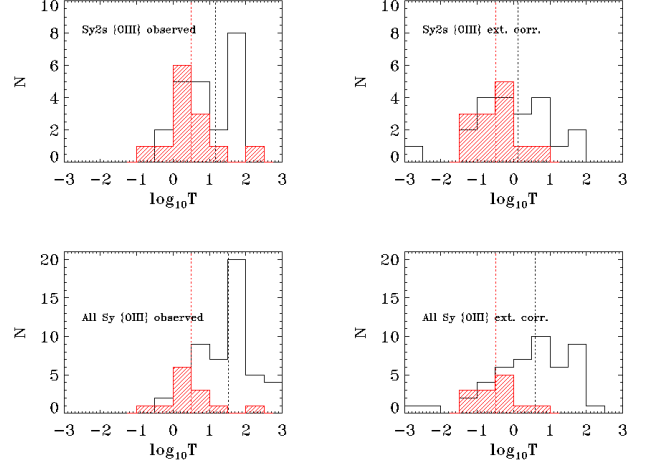 10
8
6
4
2
0
N
Sy2s {OIII} observed
-3 -2 -1 0 1 2 3
log10T
10
8
6
4
2
0
N
Sy2s {OIII} ext. corr.
-3 -2 -1 0 1 2 3
log10T
20
15
10
5
0
N
All Sy {OIII} observed
-3 -2 -1 0 1 2 3
log10T
20
15
10
5
0
N
All Sy {OIII} ext. corr.
-3 -2 -1 0 1 2 3
log10T